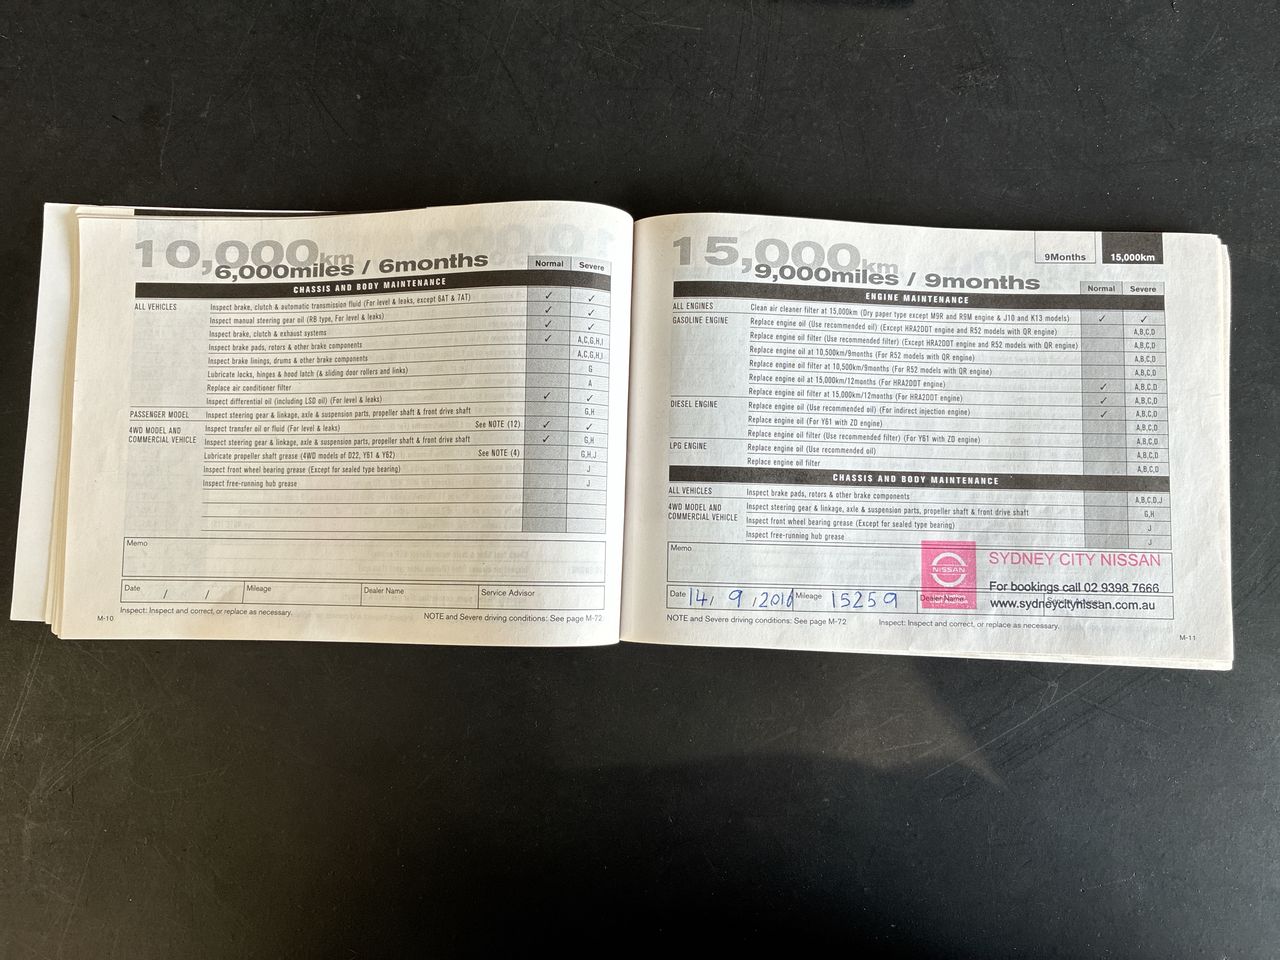 10,000km
6,000miles / 6months
Normal Severe
CHASSIS AND BODY MAINTENANCE
ALL VEHICLES Inspect brake, clutch & automatic transmission fluid (For level & leaks, except 6AT & 7AT) ✓ ✓
Inspect manual steering gear oil (RB type, For level & leaks) ✓ ✓
Inspect brake, clutch & exhaust systems ✓ ✓
Inspect brake pads, rotors & other brake components ✓ A,C,G,H,I
Inspect brake linings, drums & other brake components A,C,G,H,I
Lubricate locks, hinges & hood latch (& sliding door rollers and links) G
Replace air conditioner filter A
Inspect differential oil (including LSD oil) (For level & leaks) ✓ ✓
PASSENGER MODEL Inspect steering gear & linkage, axle & suspension parts, propeller shaft & front drive shaft G,H
4WD MODEL AND COMMERCIAL VEHICLE Inspect transfer oil or fluid (For level & leaks) See NOTE (12) ✓ ✓
Inspect steering gear & linkage, axle & suspension parts, propeller shaft & front drive shaft ✓ G,H
Lubricate propeller shaft grease (4WD models of D22, Y61 & Y62) See NOTE (4) G,H,J
Inspect front wheel bearing grease (Except for sealed type bearing) J
Inspect free-running hub grease J
Memo
Date / / Mileage Dealer Name Service Advisor
Inspect: Inspect and correct, or replace as necessary.
NOTE and Severe driving conditions: See page M-72
M-10
15,000km
9,000miles / 9months
9Months 15,000km
Normal Severe
ENGINE MAINTENANCE
ALL ENGINES Clean air cleaner filter at 15,000km (Dry paper type except M9R and R9M engine & J10 and K13 models) ✓ ✓
GASOLINE ENGINE Replace engine oil (Use recommended oil) (Except HRA2DDT engine and R52 models with QR engine) A,B,C,D
Replace engine oil filter (Use recommended filter) (Except HRA2DDT engine and R52 models with QR engine) A,B,C,D
Replace engine oil at 10,500km/9months (For R52 models with QR engine) A,B,C,D
Replace engine oil filter at 10,500km/9months (For R52 models with QR engine) A,B,C,D
Replace engine oil at 15,000km/12months (For HRA2DDT engine) ✓ A,B,C,D
Replace engine oil filter at 15,000km/12months (For HRA2DDT engine) ✓ A,B,C,D
DIESEL ENGINE Replace engine oil (Use recommended oil) (For indirect injection engine) ✓ A,B,C,D
Replace engine oil (For Y61 with ZD engine) A,B,C,D
Replace engine oil filter (Use recommended filter) (For Y61 with ZD engine) A,B,C,D
LPG ENGINE Replace engine oil (Use recommended oil) A,B,C,D
Replace engine oil filter A,B,C,D
CHASSIS AND BODY MAINTENANCE
ALL VEHICLES Inspect brake pads, rotors & other brake components A,B,C,D,J
4WD MODEL AND COMMERCIAL VEHICLE Inspect steering gear & linkage, axle & suspension parts, propeller shaft & front drive shaft G,H
Inspect front wheel bearing grease (Except for sealed type bearing) J
Inspect free-running hub grease J
Memo
NISSAN
SYDNEY CITY NISSAN
For bookings call 02 9398 7666
www.sydneycitynissan.com.au
Date 14/ 9 /2016 Mileage 15259 Dealer Name
NOTE and Severe driving conditions: See page M-72
Inspect: Inspect and correct, or replace as necessary.
M-11